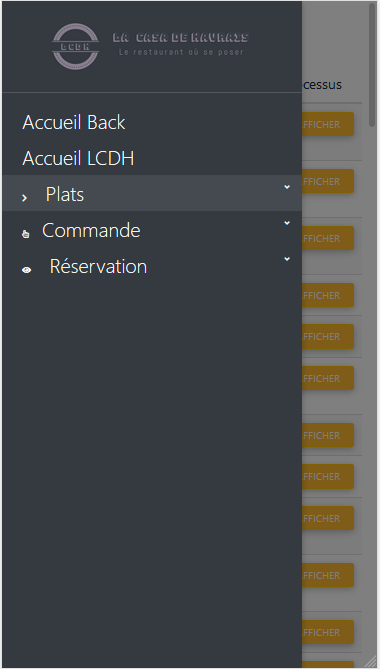 LCDH
LA CASA DE HAVRAIS
Le restaurant où se poser
cessus
Accueil Back
Accueil LCDH
Plats
Commande
Réservation
FFICHER
FFICHER
FFICHER
FFICHER
FFICHER
FFICHER
FFICHER
FFICHER
FFICHER
FFICHER
FFICHER